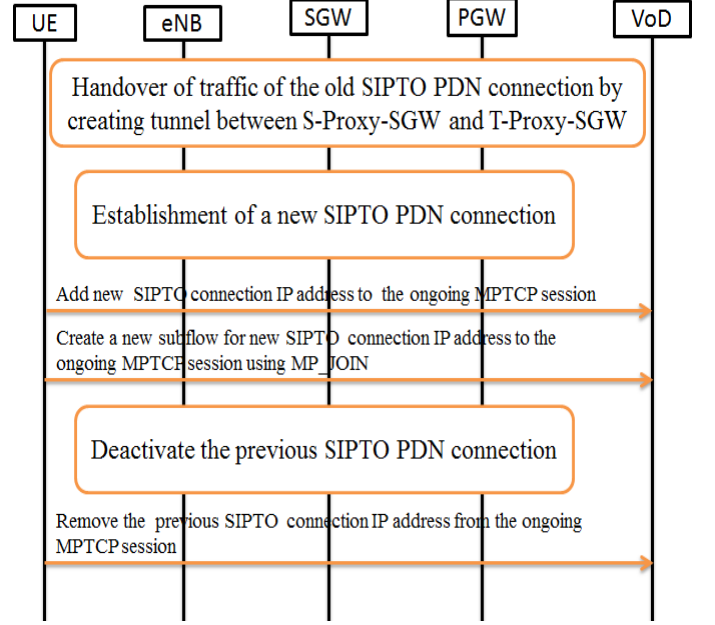 UE
eNB
SGW
PGW
VoD
Handover of traffic of the old SIPTO PDN connection by
creating tunnel between S-Proxy-SGW and T-Proxy-SGW
Establishment of a new SIPTO PDN connection
Add new SIPTO connection IP address to the ongoing MPTCP session
Create a new subflow for new SIPTO connection IP address to the
ongoing MPTCP session using MP_JOIN
Deactivate the previous SIPTO PDN connection
Remove the previous SIPTO connection IP address from the ongoing
MPTCP session